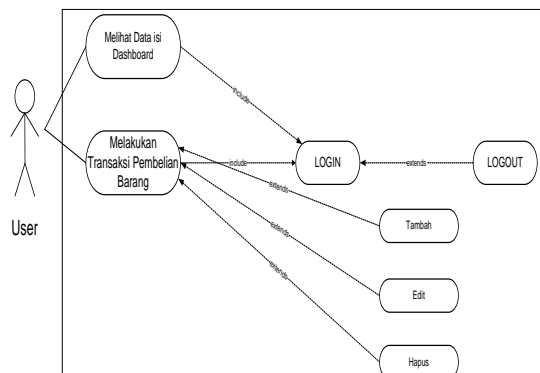 Melihat Data isi
Dashboard
include
Melakukan
Transaksi Pembelian
Barang
include
LOGIN
extends
LOGOUT
User
extends
Tambah
extends
Edit
extends
Hapus